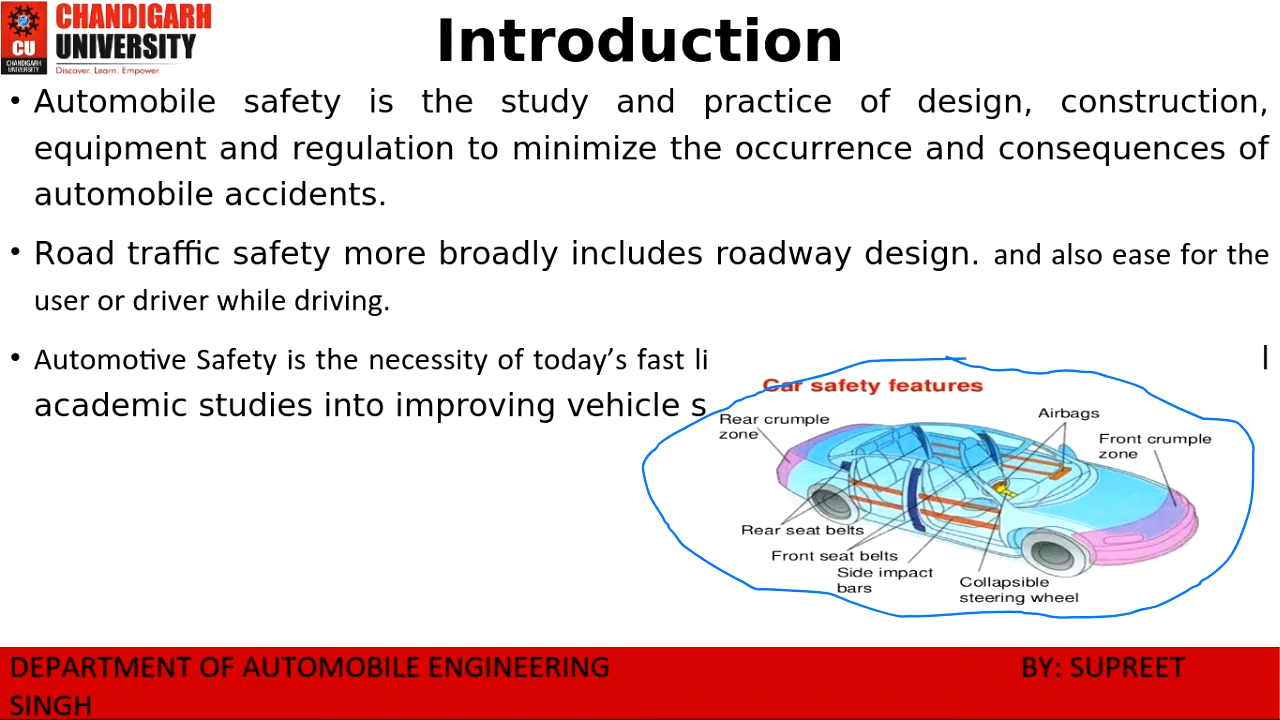 CHANDIGARH
UNIVERSITY
Discover. Learn. Empower.
CU
CHANDIGARH
UNIVERSITY
Introduction
• Automobile safety is the study and practice of design, construction,
equipment and regulation to minimize the occurrence and consequences of
automobile accidents.
• Road traffic safety more broadly includes roadway design. and also ease for the
user or driver while driving.
• Automotive Safety is the necessity of today’s fast li l
academic studies into improving vehicle s
Car safety features
Rear crumple
zone
Airbags
Front crumple
zone
Rear seat belts
Front seat belts
Side impact
bars
Collapsible
steering wheel
DEPARTMENT OF AUTOMOBILE ENGINEERING BY: SUPREET
SINGH